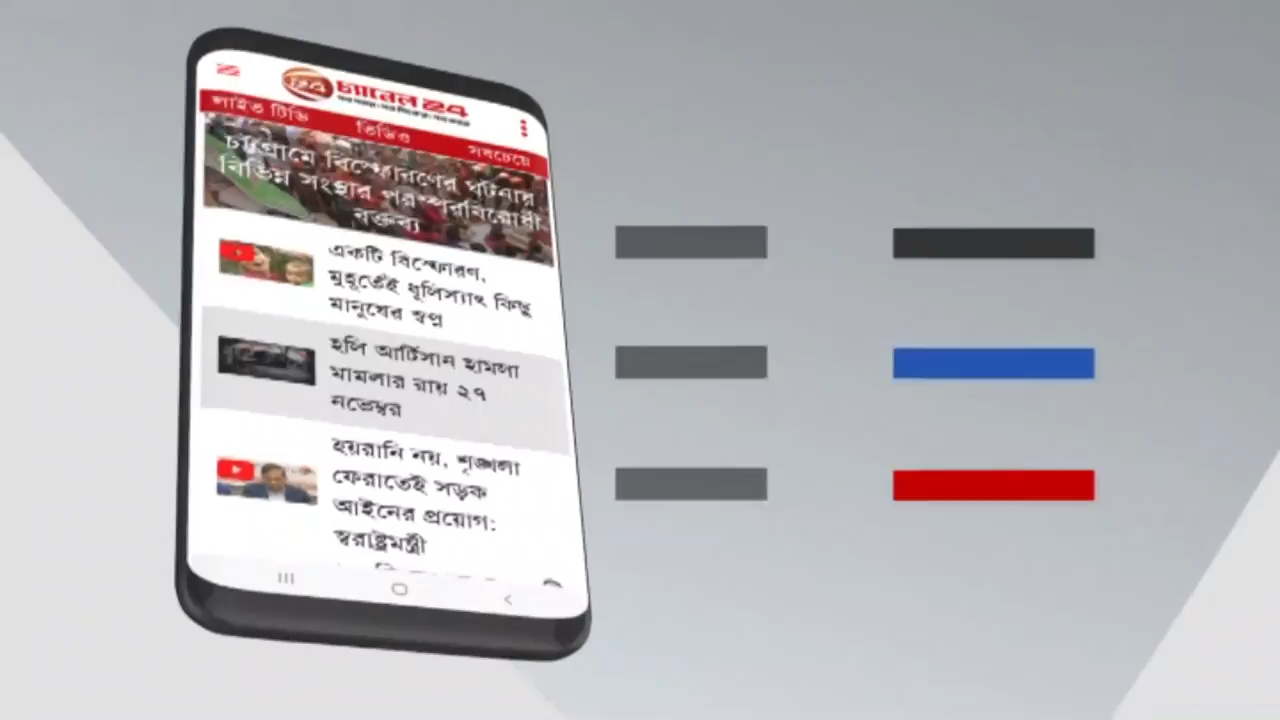 চ্যানেল 24
লাইভ টিভি ভিডিও সবচেয়ে
চট্টগ্রামে বিস্ফোরণের ঘটনায়
বিভিন্ন সংস্থার পরস্পরবিরোধী
বক্তব্য
একটি বিস্ফোরণ,
মুহূর্তেই ধূলিস্যাৎ কিছু
মানুষের স্বপ্ন
হলি আর্টিসান হামলা
মামলার রায় ২৭
নভেম্বর
হয়রানি নয়, শৃঙ্খলা
ফেরাতেই সড়ক
আইনের প্রয়োগ:
স্বরাষ্ট্রমন্ত্রী